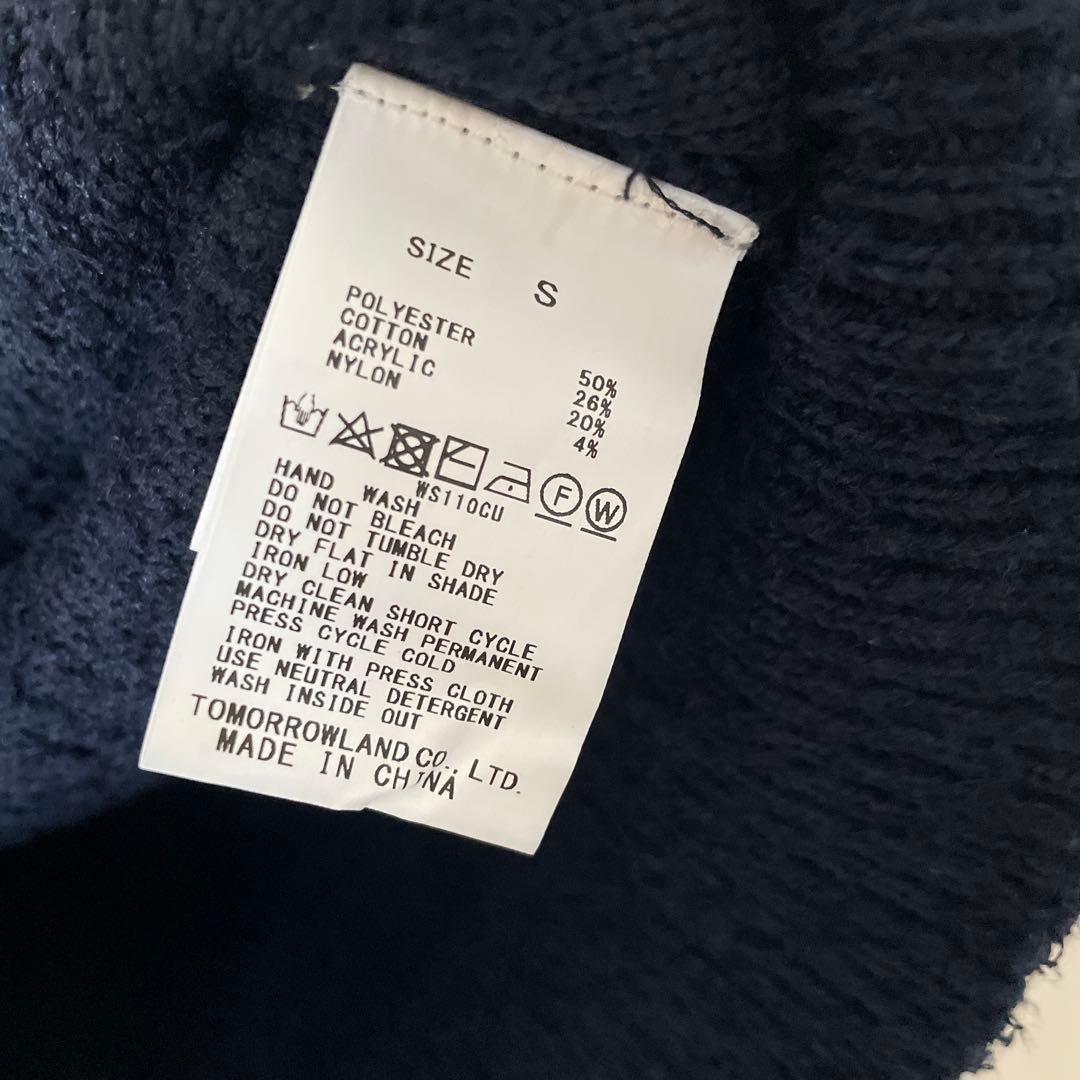 SIZE S
POLYESTER 50%
COTTON 26%
ACRYLIC 20%
NYLON 4%
F W
WS110CU
HAND WASH
DO NOT BLEACH
DO NOT TUMBLE DRY
DRY FLAT IN SHADE
IRON LOW
DRY CLEAN SHORT CYCLE
MACHINE WASH PERMANENT
PRESS CYCLE COLD
IRON WITH PRESS CLOTH
USE NEUTRAL DETERGENT
WASH INSIDE OUT
TOMORROWLAND CO., LTD.
MADE IN CHINA